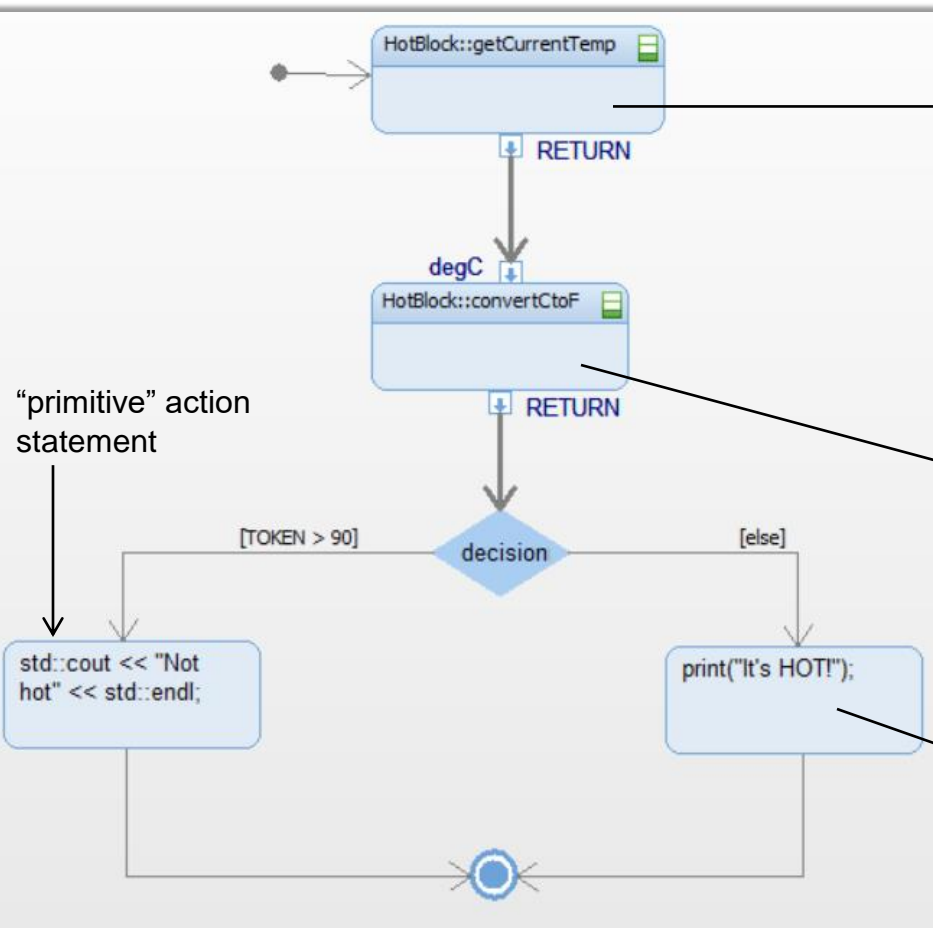 HotBlock::getCurrentTemp
RETURN
degC
HotBlock::convertCtoF
RETURN
“primitive” action
statement
[TOKEN > 90]
decision
[else]
std::cout << "Not
hot" << std::endl;
print("It's HOT!");